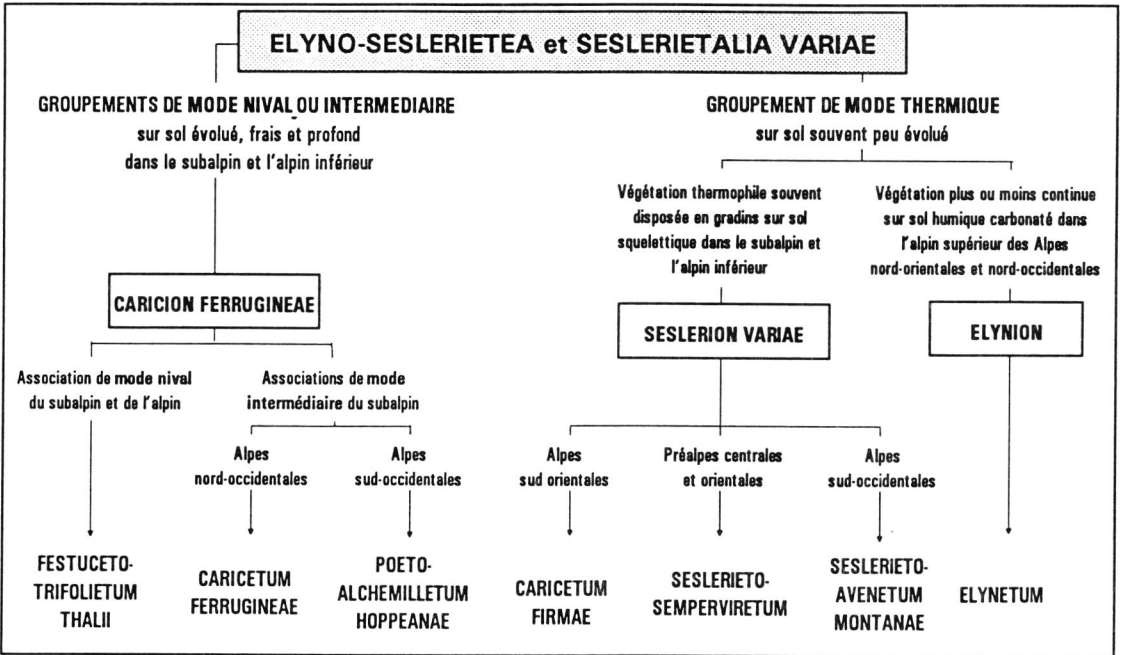 ELYNO-SESLERIETEA et SESLERIETALIA VARIAE
GROUPEMENTS DE MODE NIVAL OU INTERMEDIAIRE
sur sol évolué, frais et profond
dans le subalpin et l'alpin inférieur
GROUPEMENT DE MODE THERMIQUE
sur sol souvent peu évolué
Végétation thermophile souvent
disposée en gradins sur sol
squelettique dans le subalpin et
l'alpin inférieur
Végétation plus ou moins continue
sur sol humique carbonaté dans
l'alpin supérieur des Alpes
nord-orientales et nord-occidentales
CARICION FERRUGINEAE
SESLERION VARIAE
ELYNION
Association de mode nival
du subalpin et de l'alpin
Associations de mode
intermédiaire du subalpin
Alpes
nord-occidentales
Alpes
sud-occidentales
Alpes
sud orientales
Préalpes centrales
et orientales
Alpes
sud-occidentales
FESTUCETO-
TRIFOLIETUM
THALII
CARICETUM
FERRUGINEAE
POETO-
ALCHEMILLETUM
HOPPEANAE
CARICETUM
FIRMAE
SESLERIETO-
SEMPERVIRETUM
SESLERIETO-
AVENETUM
MONTANAE
ELYNETUM